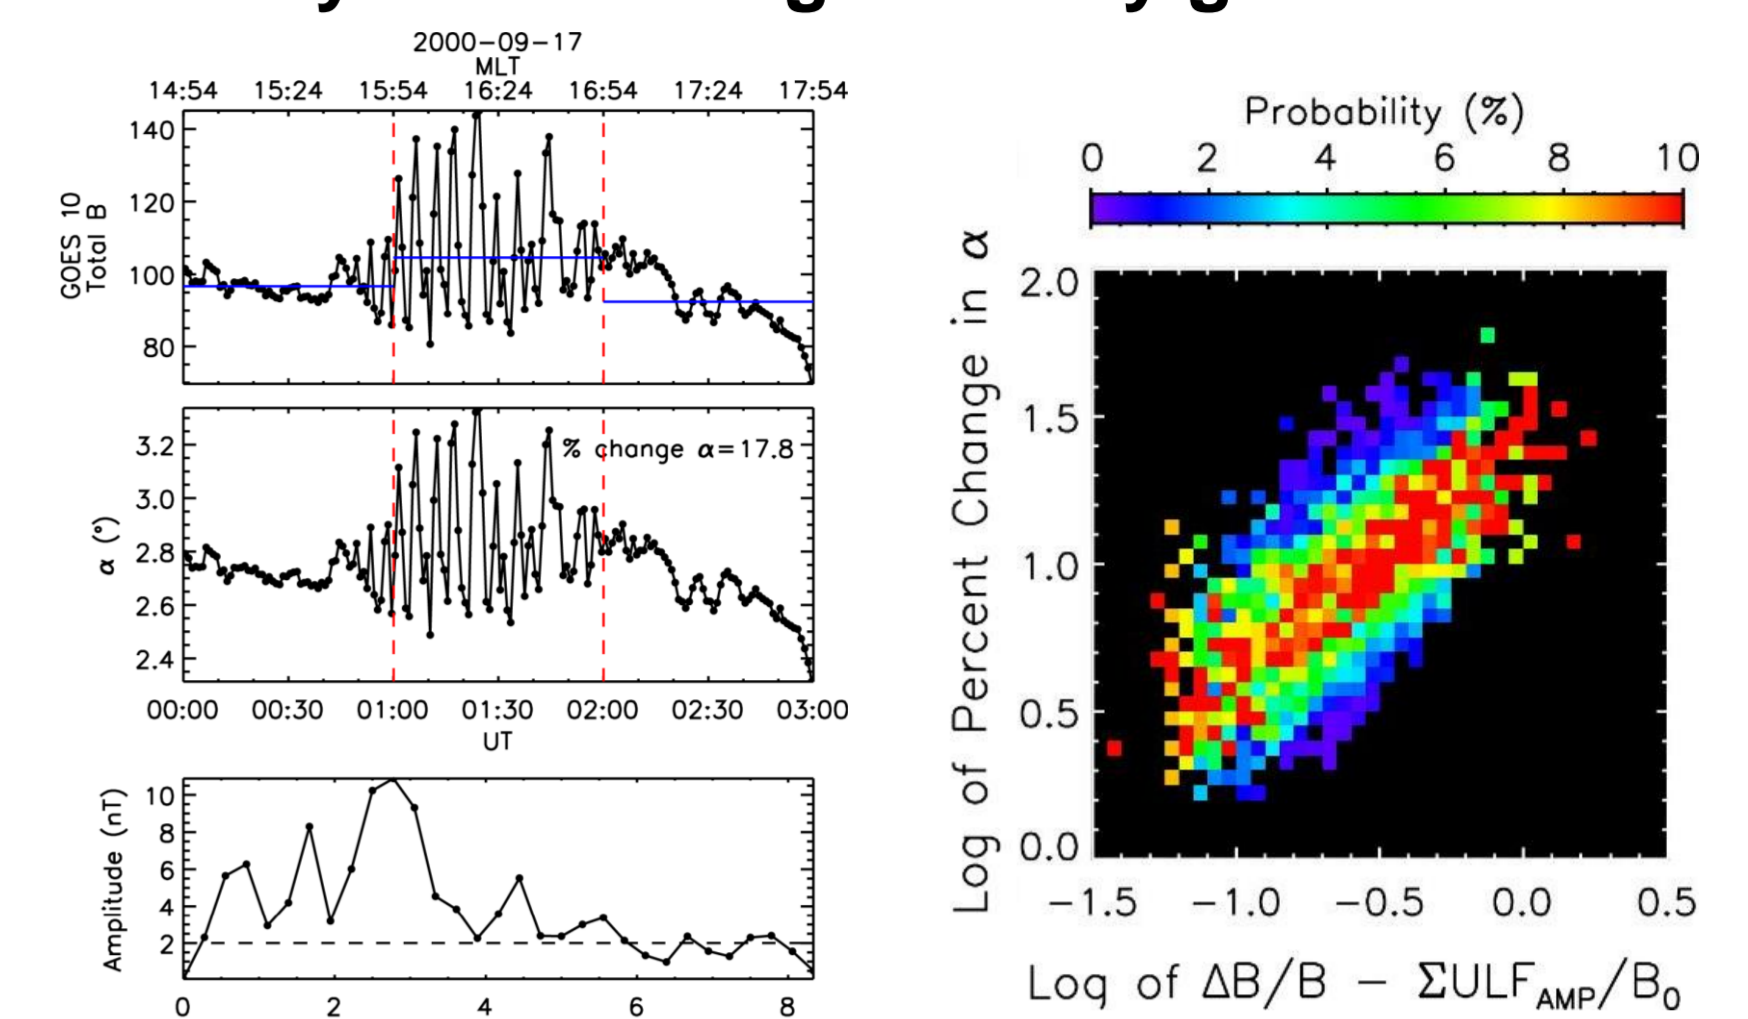 2000-09-17
MLT
14:54 15:24 15:54 16:24 16:54 17:24 17:54
140
120
100
80
GOES 10
Total B
% change α=17.8
3.2
3.0
2.8
2.6
2.4
α (°)
00:00 00:30 01:00 01:30 02:00 02:30 03:00
UT
10
8
6
4
2
Amplitude (nT)
0 2 4 6 8
Probability (%)
0 2 4 6 8 10
2.0
1.5
1.0
0.5
0.0
Log of Percent Change in α
-1.5 -1.0 -0.5 0.0 0.5
Log of ΔB/B - ΣULF_AMP/B_0